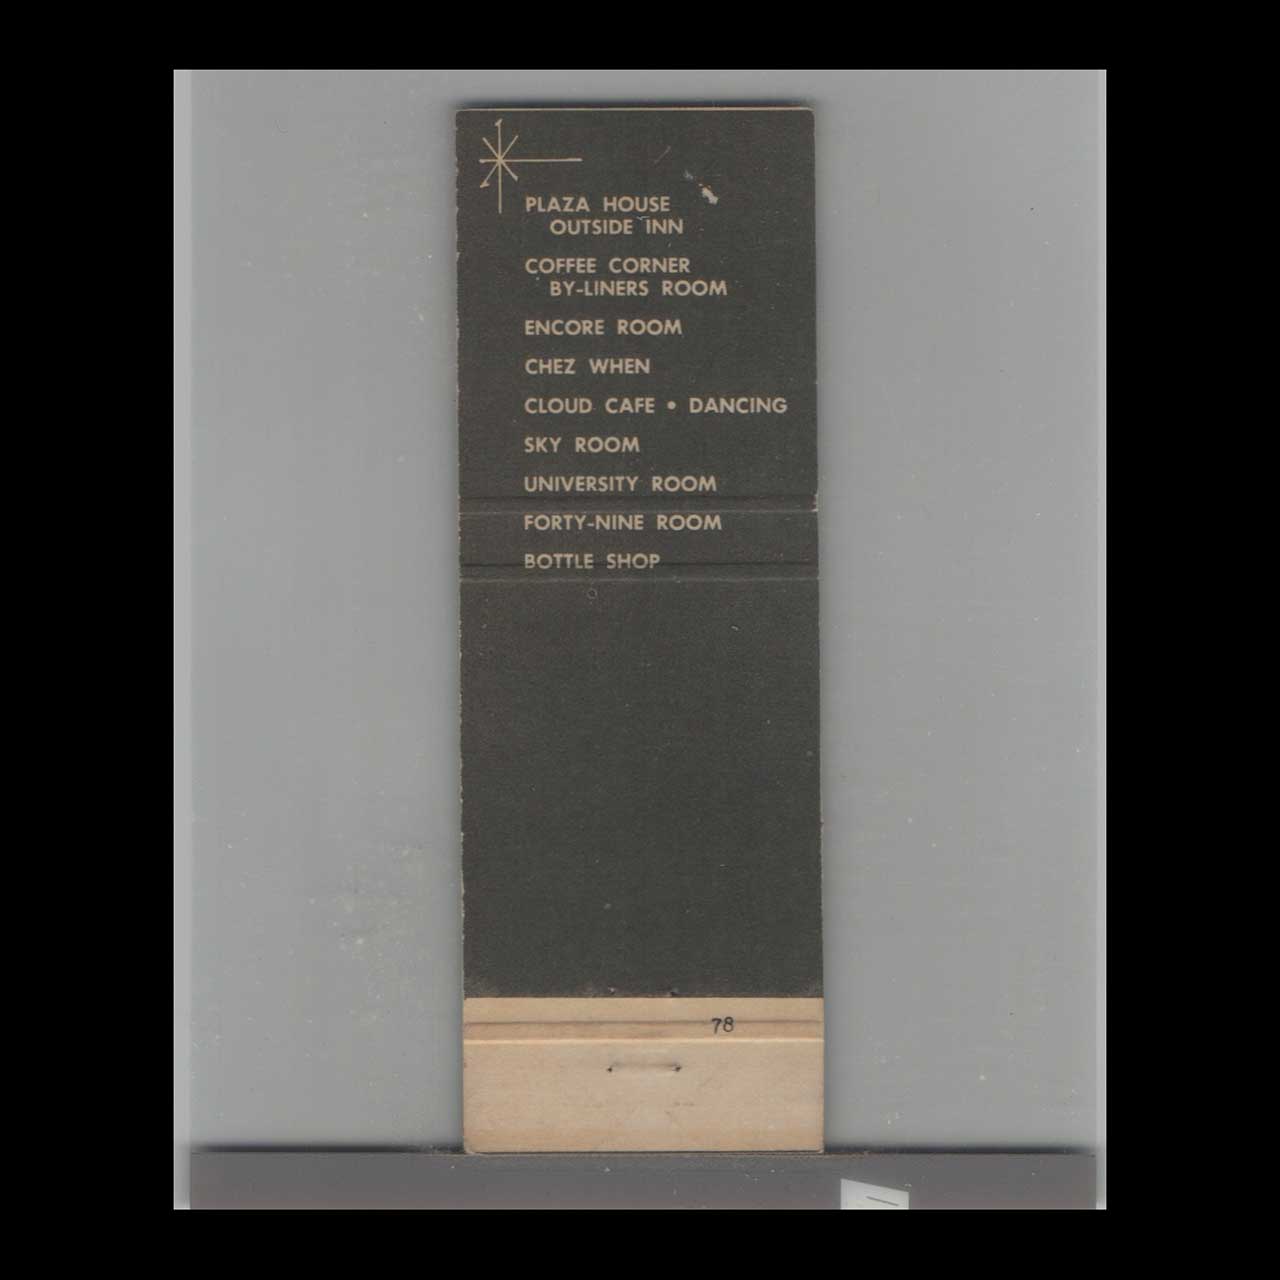 PLAZA HOUSE
OUTSIDE INN
COFFEE CORNER
BY-LINERS ROOM
ENCORE ROOM
CHEZ WHEN
CLOUD CAFE • DANCING
SKY ROOM
UNIVERSITY ROOM
FORTY-NINE ROOM
BOTTLE SHOP
78